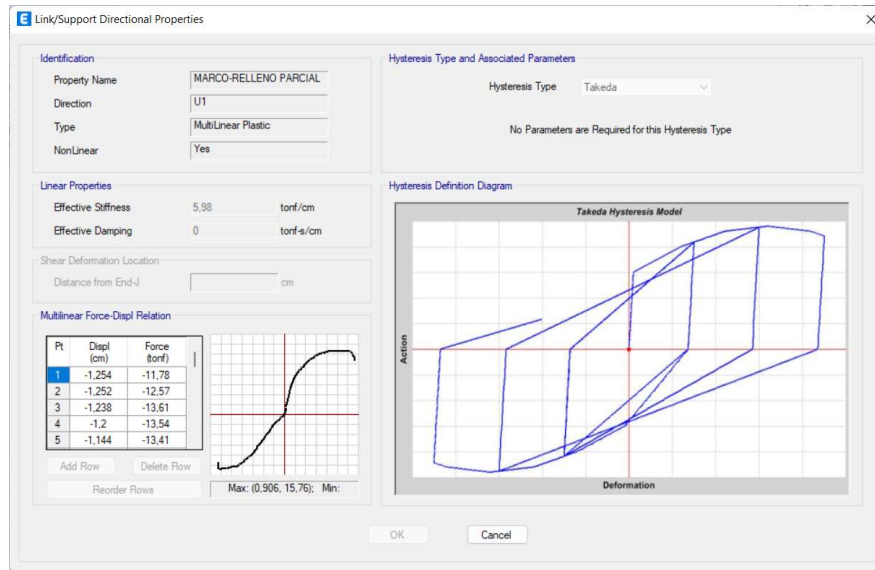 E Link/Support Directional Properties
Identification
Property Name MARCO-RELLENO PARCIAL
Direction U1
Type MultiLinear Plastic
NonLinear Yes
Linear Properties
Effective Stiffness 5,98 tonf/cm
Effective Damping 0 tonf-s/cm
Shear Deformation Location
Distance from End-J cm
Multilinear Force-Displ Relation
Pt Displ (cm) Force (tonf)
1 -1,254 -11,78
2 -1,252 -12,57
3 -1,238 -13,61
4 -1,2 -13,54
5 -1,144 -13,41
Add Row Delete Row
Reorder Rows
Max: (0,906, 15,76); Min:
Hysteresis Type and Associated Parameters
Hysteresis Type Takeda
No Parameters are Required for this Hysteresis Type
Hysteresis Definition Diagram
Takeda Hysteresis Model
Action
Deformation
OK Cancel